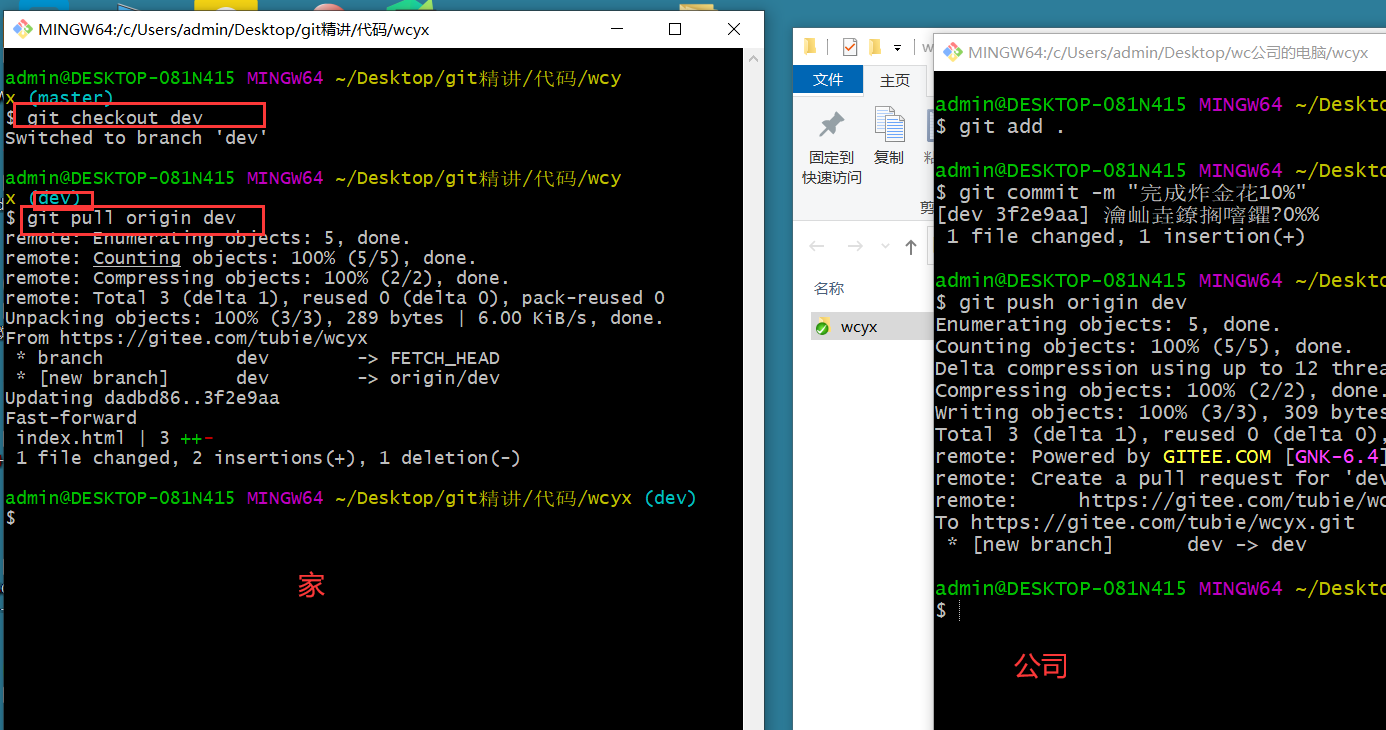 MINGW64:/c/Users/admin/Desktop/git精讲/代码/wcyx
admin@DESKTOP-081N415 MINGW64 ~/Desktop/git精讲/代码/wcy
x (master)
$ git checkout dev
Switched to branch 'dev'
admin@DESKTOP-081N415 MINGW64 ~/Desktop/git精讲/代码/wcy
x (dev)
$ git pull origin dev
remote: Enumerating objects: 5, done.
remote: Counting objects: 100% (5/5), done.
remote: Compressing objects: 100% (2/2), done.
remote: Total 3 (delta 1), reused 0 (delta 0), pack-reused 0
Unpacking objects: 100% (3/3), 289 bytes | 6.00 KiB/s, done.
From https://gitee.com/tubie/wcyx
 * branch            dev        -> FETCH_HEAD
 * [new branch]      dev        -> origin/dev
Updating dadbd86..3f2e9aa
Fast-forward
 index.html | 3 ++-
 1 file changed, 2 insertions(+), 1 deletion(-)
admin@DESKTOP-081N415 MINGW64 ~/Desktop/git精讲/代码/wcyx (dev)
$
家
文件
主页
固定到
快速访问
复制
名称
wcyx
MINGW64:/c/Users/admin/Desktop/wc公司的电脑/wcyx
admin@DESKTOP-081N415 MINGW64 ~/Deskto
$ git add .
admin@DESKTOP-081N415 MINGW64 ~/Deskto
$ git commit -m "完成炸金花10%"
[dev 3f2e9aa] 0%%
 1 file changed, 1 insertion(+)
admin@DESKTOP-081N415 MINGW64 ~/Deskto
$ git push origin dev
Enumerating objects: 5, done.
Counting objects: 100% (5/5), done.
Delta compression using up to 12 threa
Compressing objects: 100% (2/2), done.
Writing objects: 100% (3/3), 309 bytes
Total 3 (delta 1), reused 0 (delta 0),
remote: Powered by GITEE.COM [GNK-6.4]
remote: Create a pull request for 'dev
remote:     https://gitee.com/tubie/wc
To https://gitee.com/tubie/wcyx.git
 * [new branch]      dev -> dev
admin@DESKTOP-081N415 MINGW64 ~/Deskto
$
公司